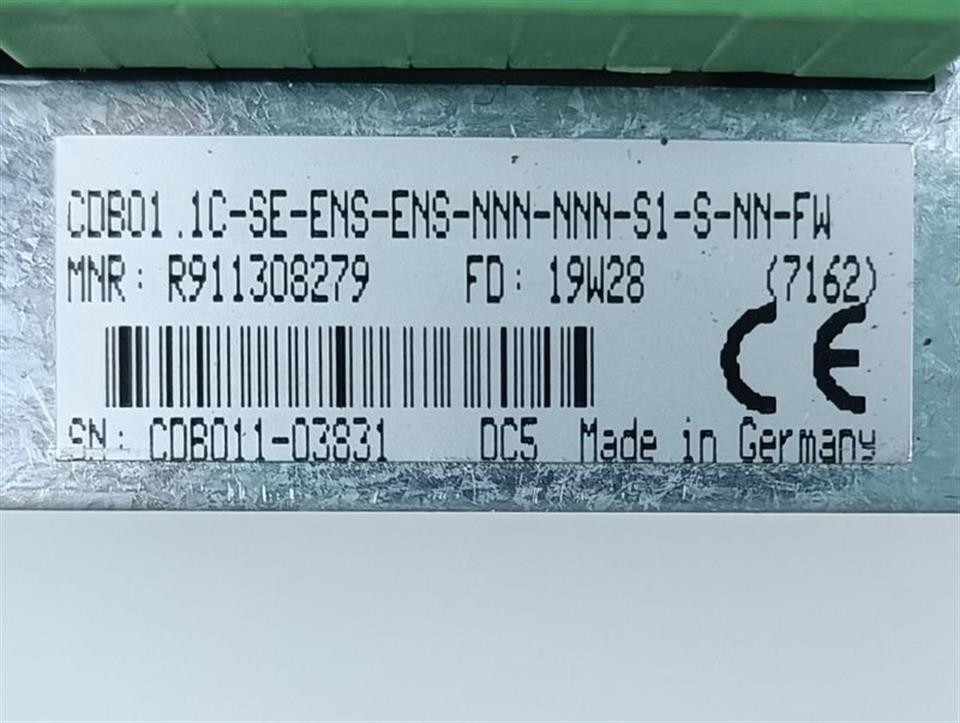 CDB01.1C-SE-ENS-ENS-NNN-NNN-S1-S-NN-FW
MNR: R911308279 FD: 19W28 (7162)
CE
SN: CDB011-03831 DC5 Made in Germany